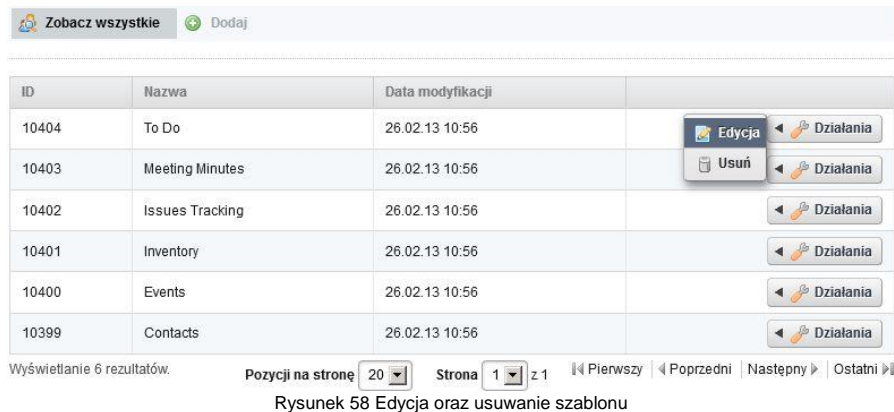 Zobacz wszystkie Dodaj
ID Nazwa Data modyfikacji
10404 To Do 26.02.13 10:56 Edycja Działania
Usuń
10403 Meeting Minutes 26.02.13 10:56 Działania
10402 Issues Tracking 26.02.13 10:56 Działania
10401 Inventory 26.02.13 10:56 Działania
10400 Events 26.02.13 10:56 Działania
10399 Contacts 26.02.13 10:56 Działania
Wyświetlanie 6 rezultatów. Pozycji na stronę 20 Strona 1 z 1 Pierwszy Poprzedni Następny Ostatni
Rysunek 58 Edycja oraz usuwanie szablonu